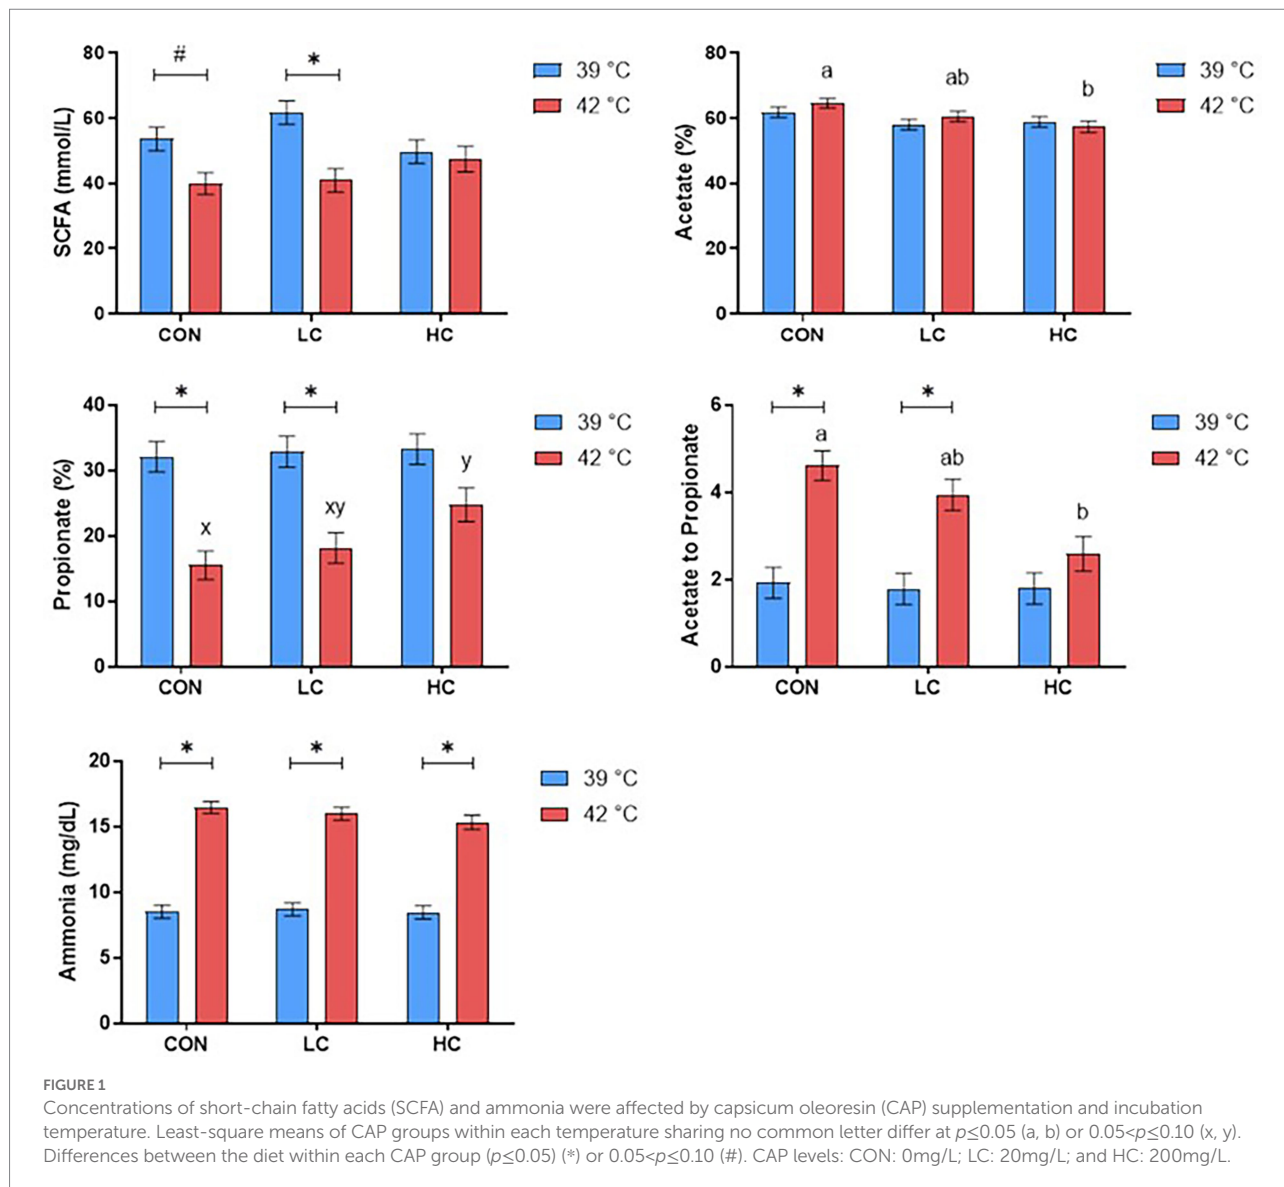 80
60
40
20
0
SCFA (mmol/L)
#
*
CON
LC
HC
39 °C
42 °C
80
60
40
20
0
Acetate (%)
a
ab
b
CON
LC
HC
39 °C
42 °C
40
30
20
10
0
Propionate (%)
*
*
x
xy
y
CON
LC
HC
39 °C
42 °C
6
4
2
0
Acetate to Propionate
*
*
a
ab
b
CON
LC
HC
39 °C
42 °C
20
15
10
5
0
Ammonia (mg/dL)
*
*
*
CON
LC
HC
39 °C
42 °C
FIGURE 1
Concentrations of short-chain fatty acids (SCFA) and ammonia were affected by capsicum oleoresin (CAP) supplementation and incubation
temperature. Least-square means of CAP groups within each temperature sharing no common letter differ at p≤0.05 (a, b) or 0.05<p≤0.10 (x, y).
Differences between the diet within each CAP group (p≤0.05) (*) or 0.05<p≤0.10 (#). CAP levels: CON: 0mg/L; LC: 20mg/L; and HC: 200mg/L.